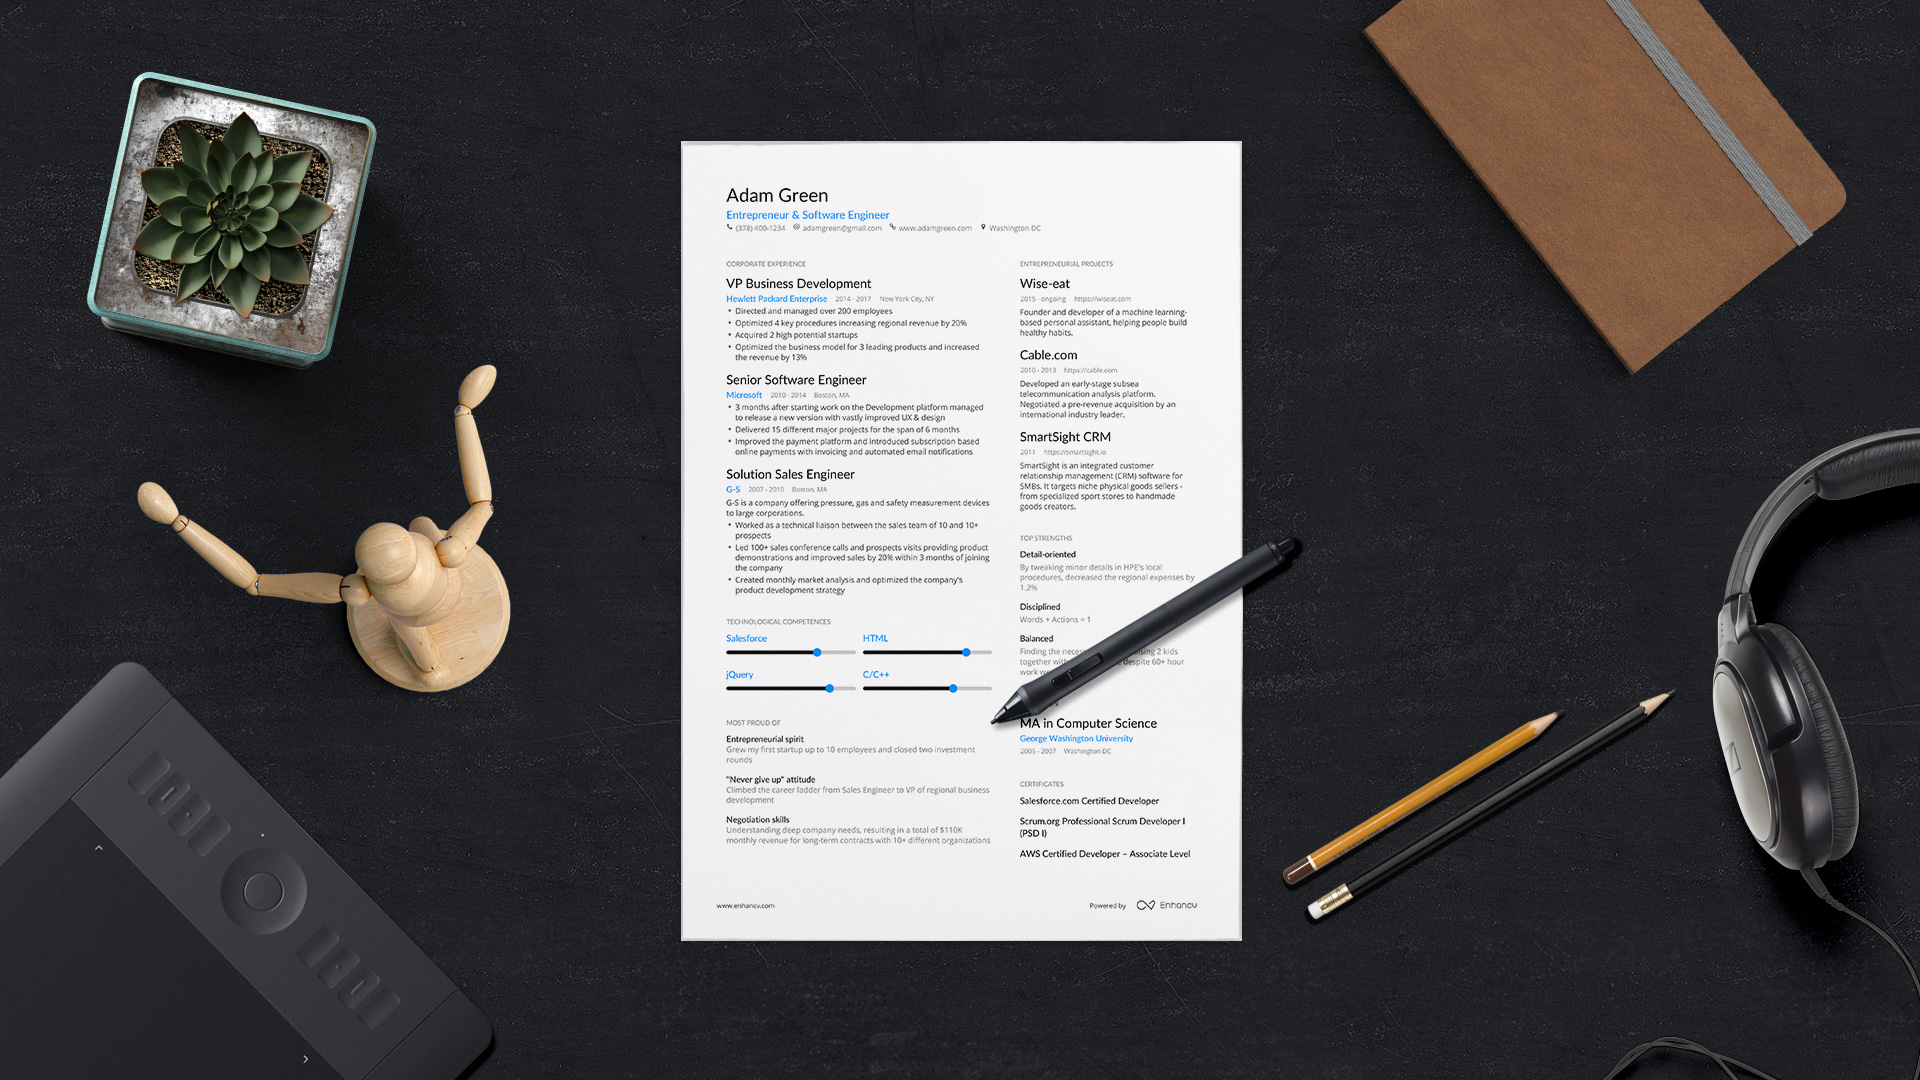 Adam Green
Entrepreneur & Software Engineer
(378) 400-1234 adamgreen@gmail.com www.adamgreen.com Washington DC
CORPORATE EXPERIENCE
VP Business Development
Hewlett Packard Enterprise 2014 - 2017 New York City, NY
• Directed and managed over 200 employees
• Optimized 4 key procedures increasing regional revenue by 20%
• Acquired 2 high potential startups
• Optimized the business model for 3 leading products and increased
the revenue by 13%
Senior Software Engineer
Microsoft 2010 - 2014 Boston, MA
• 3 months after starting work on the Development platform managed
to release a new version with vastly improved UX & design
• Delivered 15 different major projects for the span of 6 months
• Improved the payment platform and introduced subscription based
online payments with invoicing and automated email notifications
Solution Sales Engineer
G-S 2007 - 2010 Boston, MA
G-S is a company offering pressure, gas and safety measurement devices
to large corporations.
• Worked as a technical liaison between the sales team of 10 and 10+
prospects
• Led 100+ sales conference calls and prospects visits providing product
demonstrations and improved sales by 20% within 3 months of joining
the company
• Created monthly market analysis and optimized the company's
product development strategy
TECHNOLOGICAL COMPETENCES
Salesforce HTML
jQuery C/C++
MOST PROUD OF
Entrepreneurial spirit
Grew my first startup up to 10 employees and closed two investment
rounds
"Never give up" attitude
Climbed the career ladder from Sales Engineer to VP of regional business
development
Negotiation skills
Understanding deep company needs, resulting in a total of $110K
monthly revenue for long-term contracts with 10+ different organizations
ENTREPRENEURIAL PROJECTS
Wise-eat
2015 - ongoing https://wiseat.com
Founder and developer of a machine learning-
based personal assistant, helping people build
healthy habits.
Cable.com
2010 - 2013 https://cable.com
Developed an early-stage subsea
telecommunication analysis platform.
Negotiated a pre-revenue acquisition by an
international industry leader.
SmartSight CRM
2011 https://smartsight.io
SmartSight is an integrated customer
relationship management (CRM) software for
SMBs. It targets niche physical goods sellers -
from specialized sport stores to handmade
goods creators.
TOP STRENGTHS
Detail-oriented
By tweaking minor details in HPE's local
procedures, decreased the regional expenses by
1.2%
Disciplined
Words + Actions = 1
Balanced
Finding the 2 kids
together despite 60+ hour
work
MA in Computer Science
George Washington University
2005 - 2007 Washington DC
CERTIFICATES
Salesforce.com Certified Developer
Scrum.org Professional Scrum Developer I
(PSD I)
AWS Certified Developer – Associate Level
www.enhancv.com Powered by Enhancv